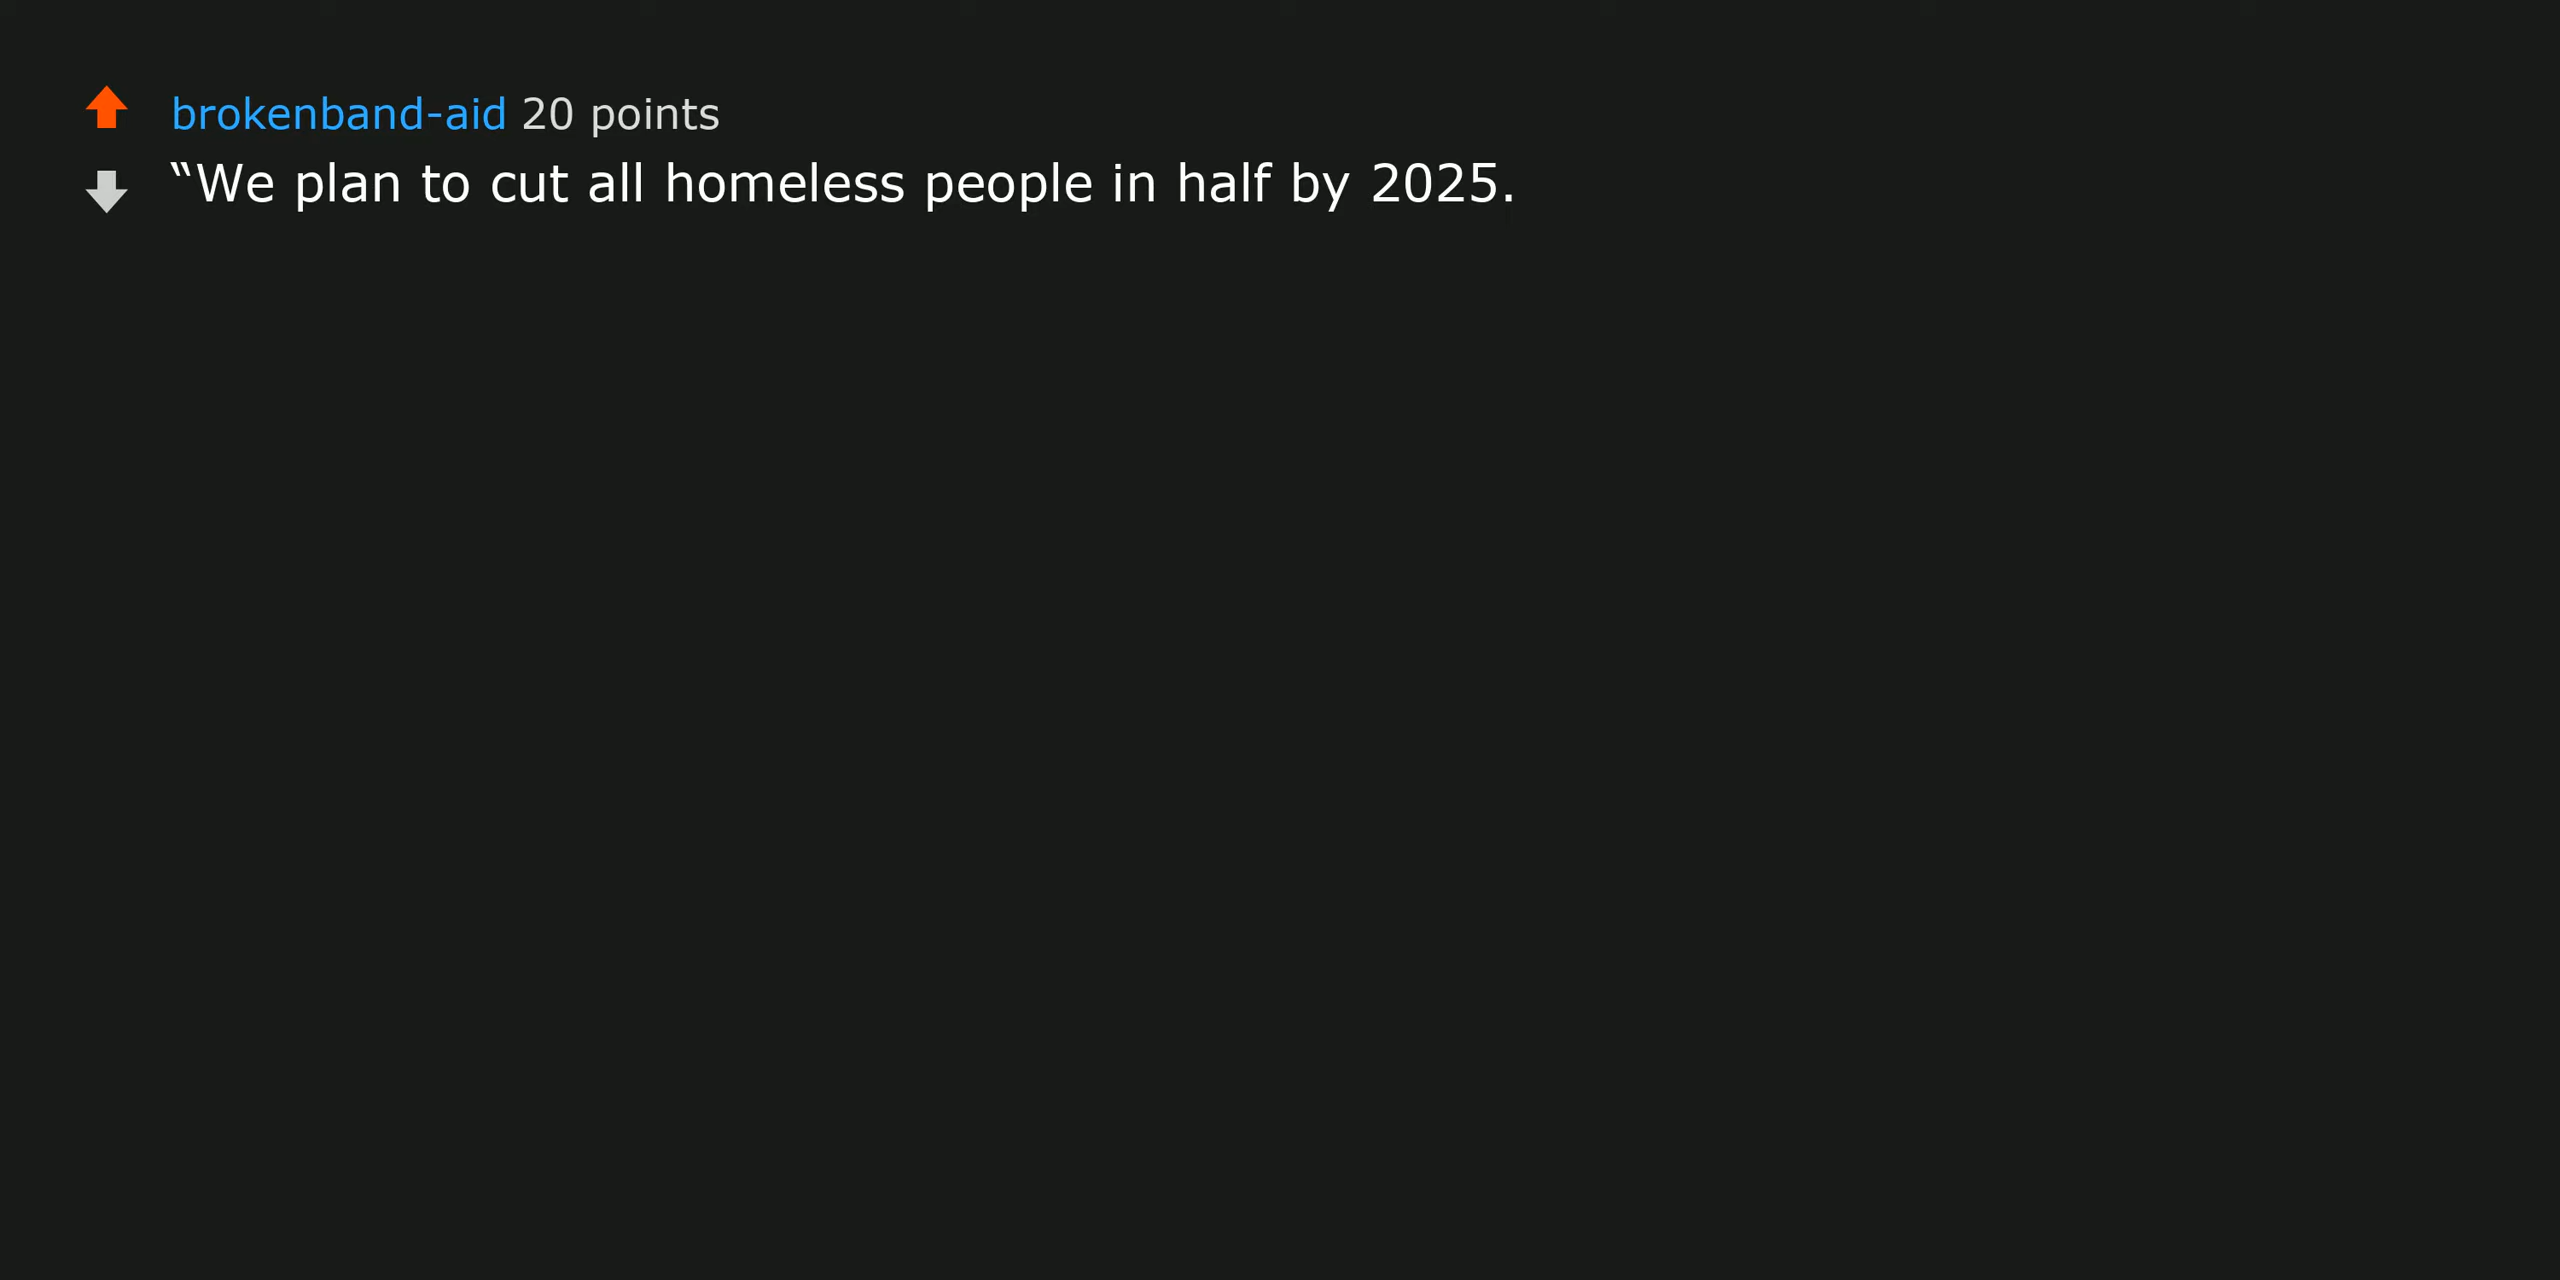 brokenband-aid 20 points
“We plan to cut all homeless people in half by 2025.